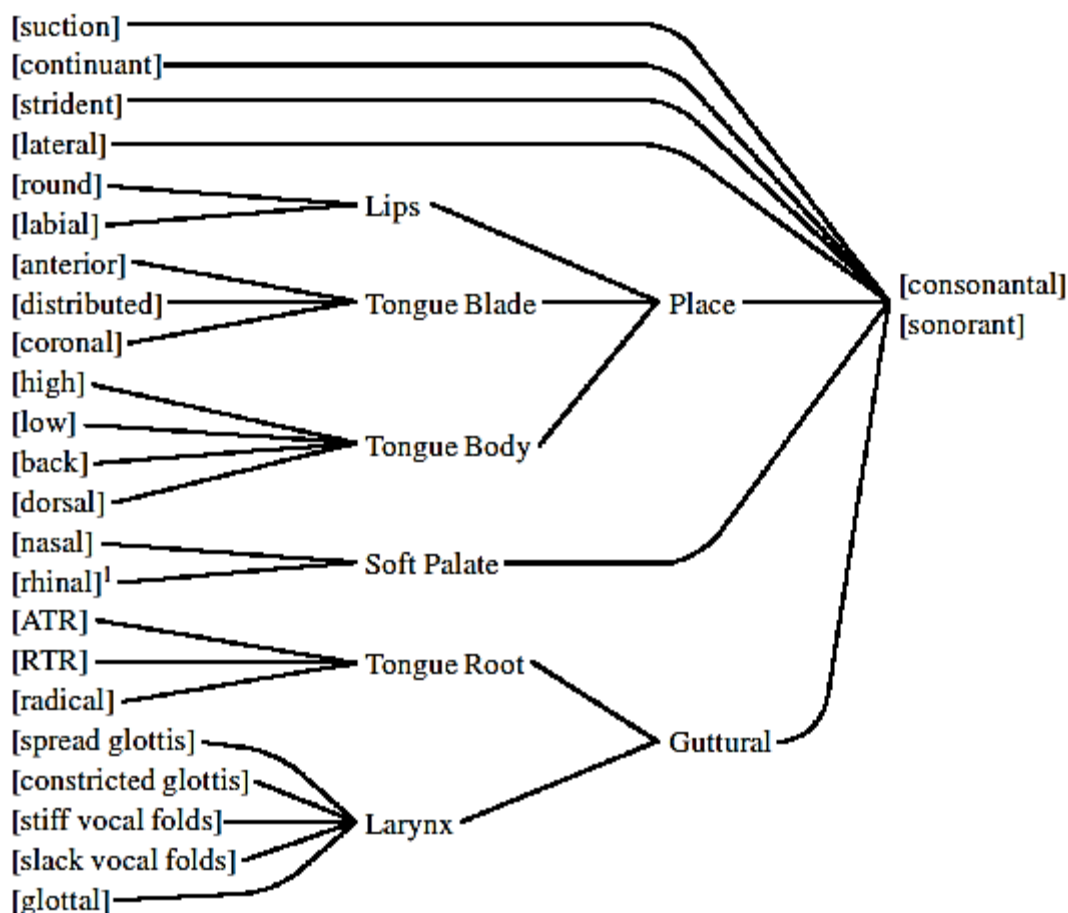 [suction]
[continuant]
[strident]
[lateral]
[round]
[labial]
Lips
[anterior]
[distributed]
[coronal]
Tongue Blade
Place
[consonantal]
[sonorant]
[high]
[low]
[back]
[dorsal]
Tongue Body
[nasal]
[rhinal]¹
Soft Palate
[ATR]
[RTR]
[radical]
Tongue Root
Guttural
[spread glottis]
[constricted glottis]
[stiff vocal folds]
[slack vocal folds]
[glottal]
Larynx